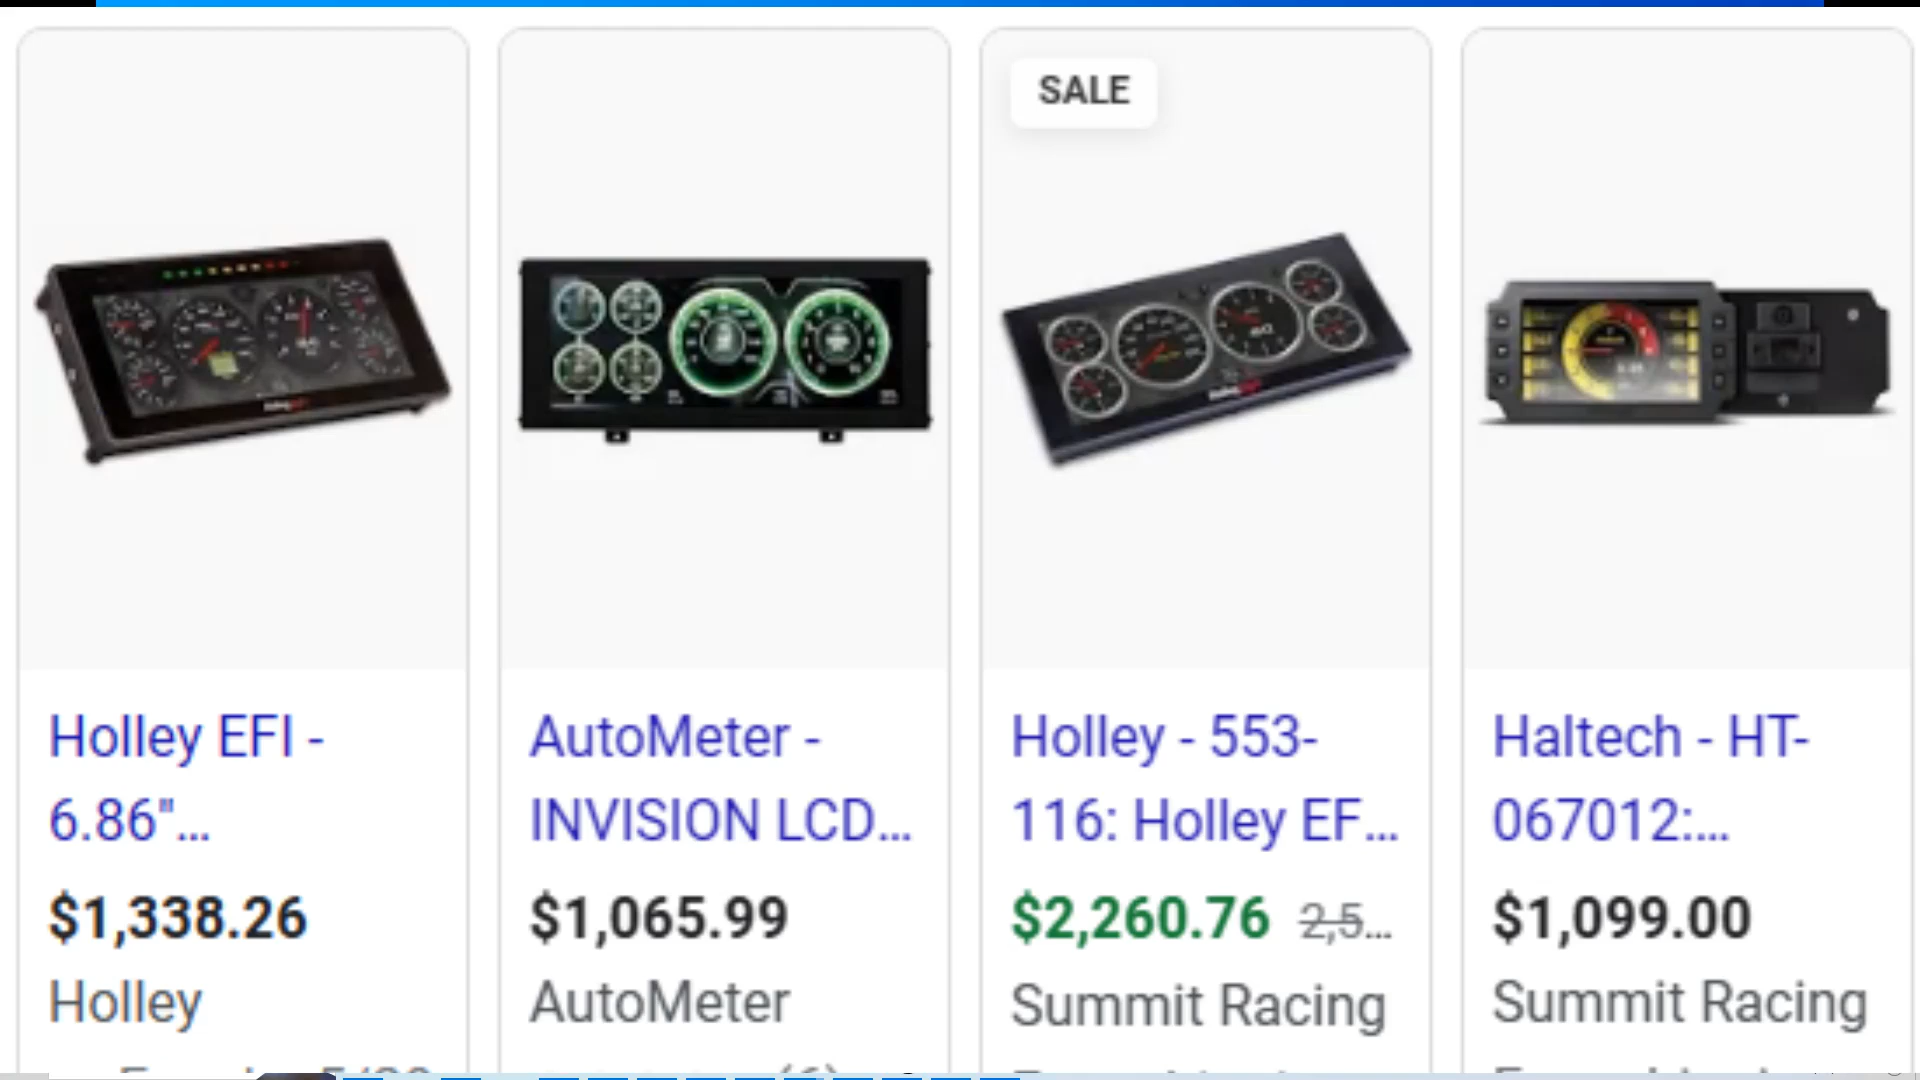 SALE
Holley EFI -
6.86"...
$1,338.26
Holley
AutoMeter -
INVISION LCD...
$1,065.99
AutoMeter
Holley - 553-
116: Holley EF...
$2,260.76 2,5...
Summit Racing
Haltech - HT-
067012:...
$1,099.00
Summit Racing